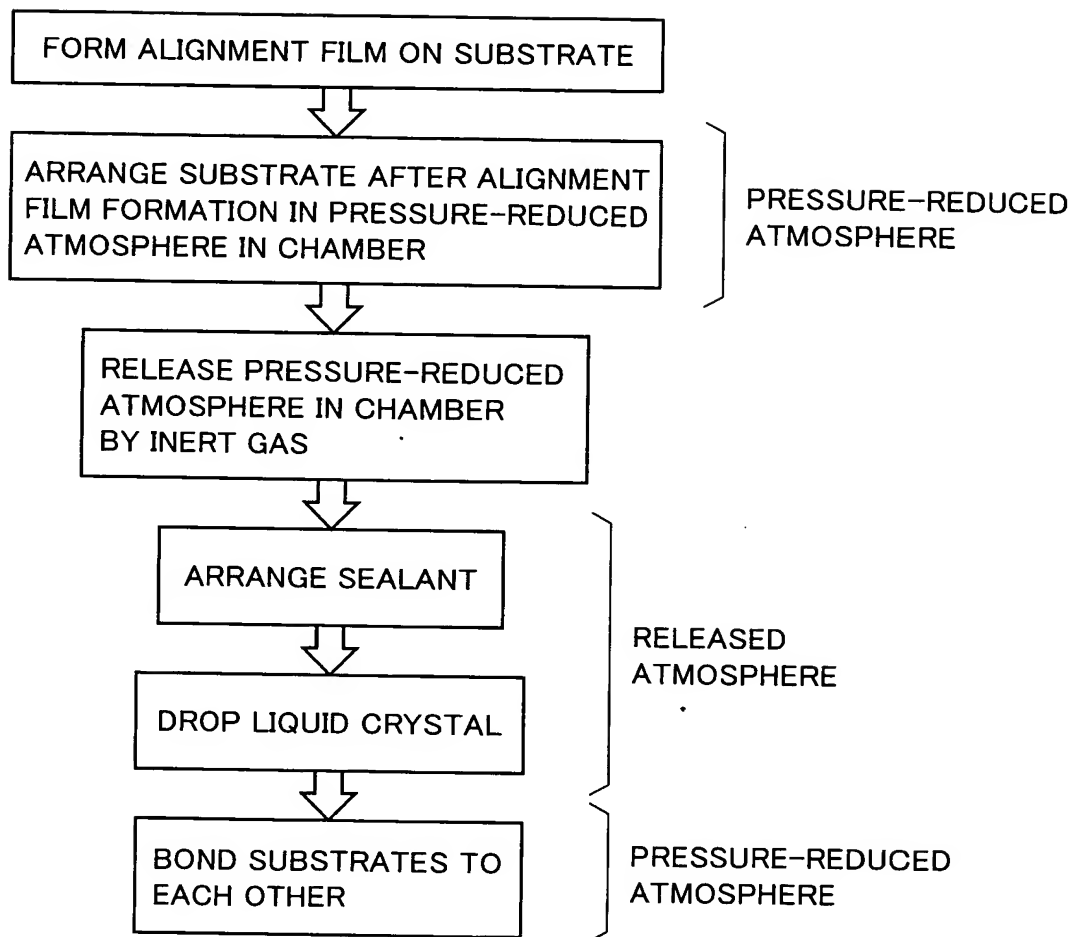 FORM ALIGNMENT FILM ON SUBSTRATE
ARRANGE SUBSTRATE AFTER ALIGNMENT
FILM FORMATION IN PRESSURE-REDUCED
ATMOSPHERE IN CHAMBER
PRESSURE-REDUCED
ATMOSPHERE
RELEASE PRESSURE-REDUCED
ATMOSPHERE IN CHAMBER
BY INERT GAS
ARRANGE SEALANT
RELEASED
ATMOSPHERE
DROP LIQUID CRYSTAL
BOND SUBSTRATES TO
EACH OTHER
PRESSURE-REDUCED
ATMOSPHERE